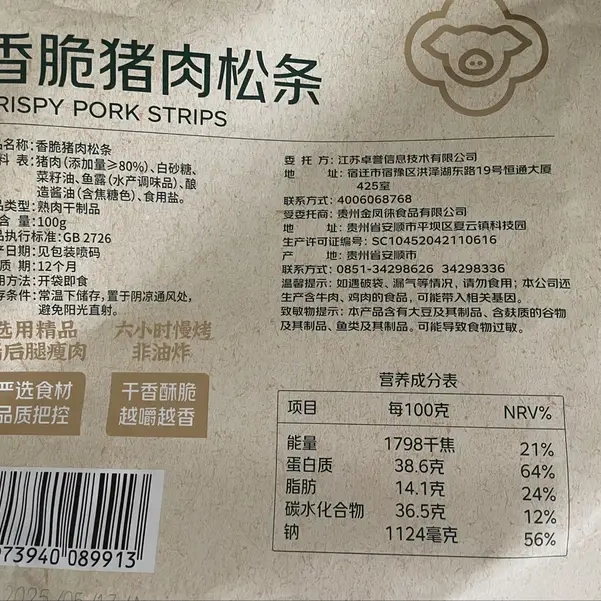 香脆猪肉松条
RISPY PORK STRIPS
品名称:香脆猪肉松条
料 表:猪肉(添加量≥80%)、白砂糖、
菜籽油、鱼露(水产调味品)、酿
造酱油(含焦糖色)、食用盐。
品类型:熟肉干制品
含 量:100g
品执行标准:GB 2726
产日期:见包装喷码
质 期:12个月
用方法:开袋即食
存条件:常温下储存,置于阴凉通风处,
避免阳光直射。
委 托 方:江苏卓誉信息技术有限公司
地 址:宿迁市宿豫区洪泽湖东路19号恒通大厦
425室
联系方式:4006068768
受委托商:贵州金凤徕食品有限公司
地 址:贵州省安顺市平坝区夏云镇科技园
生产许可证编号:SC10452042110616
产 地:贵州省安顺市
联系方式:0851-34298626 34298336
温馨提示:如遇破袋、漏气等情况,请勿食用;本公司还
生产含牛肉、鸡肉的食品,可能带入相关基因。
致敏物提示:本产品含有大豆及其制品、含麸质的谷物
及其制品、鱼类及其制品。可能导致食物过敏。
选用精品
猪后腿瘦肉
六小时慢烤
非油炸
严选食材
品质把控
干香酥脆
越嚼越香
营养成分表
项目 每100克 NRV%
能量 1798千焦 21%
蛋白质 38.6克 64%
脂肪 14.1克 24%
碳水化合物 36.5克 12%
钠 1124毫克 56%
973940 089913